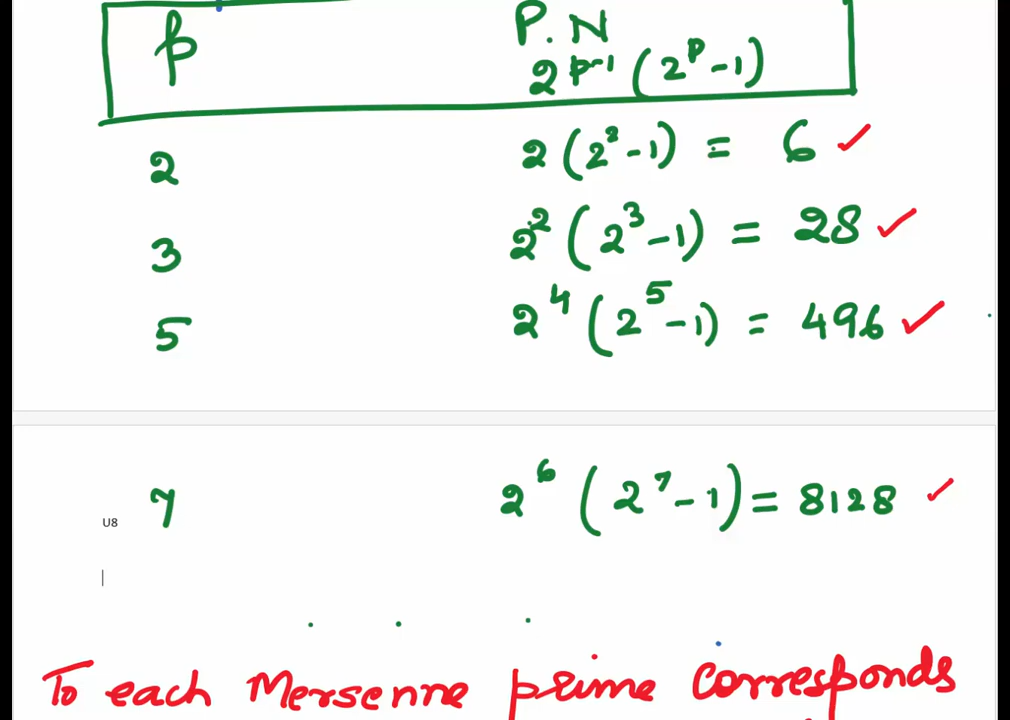 p P.N
2^{p-1} (2^p - 1)
2 2 (2^2 - 1) = 6 ✓
3 2^2 (2^3 - 1) = 28 ✓
5 2^4 (2^5 - 1) = 496 ✓
7 2^6 (2^7 - 1) = 8128 ✓
U8
To each Mersenne prime corresponds